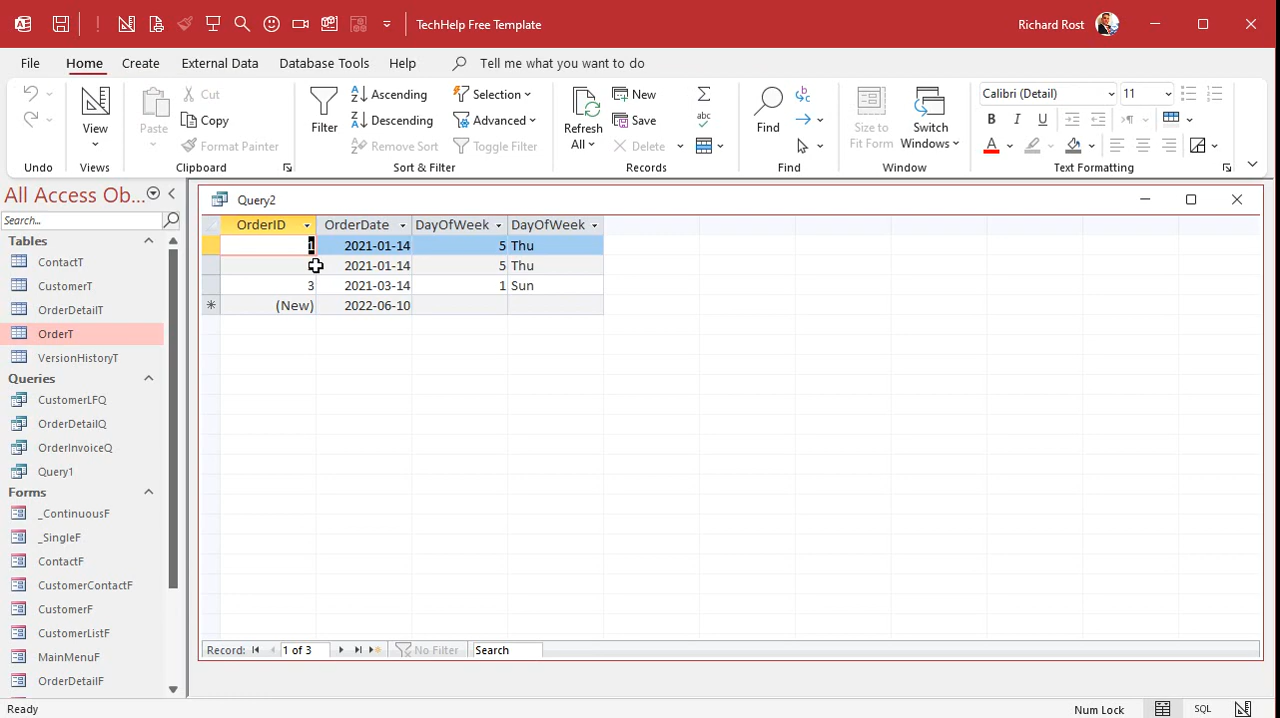 TechHelp Free Template
Richard Rost
File Home Create External Data Database Tools Help Tell me what you want to do
View
Paste
Cut
Copy
Format Painter
Filter
Ascending
Descending
Remove Sort
Selection
Advanced
Toggle Filter
Refresh
All
New
Save
Delete
Find
Size to
Fit Form
Switch
Windows
Calibri (Detail) 11
B I U
A
Undo Views Clipboard Sort & Filter Records Find Window Text Formatting
All Access Ob...
Search...
Tables
ContactT
CustomerT
OrderDetailT
OrderT
VersionHistoryT
Queries
CustomerLFQ
OrderDetailQ
OrderInvoiceQ
Query1
Forms
_ContinuousF
_SingleF
ContactF
CustomerContactF
CustomerF
CustomerListF
MainMenuF
OrderDetailF
Query2
OrderID OrderDate DayOfWeek DayOfWeek
1 2021-01-14 5 Thu
2021-01-14 5 Thu
3 2021-03-14 1 Sun
(New) 2022-06-10
Record: 1 of 3 No Filter Search
Ready Num Lock SQL